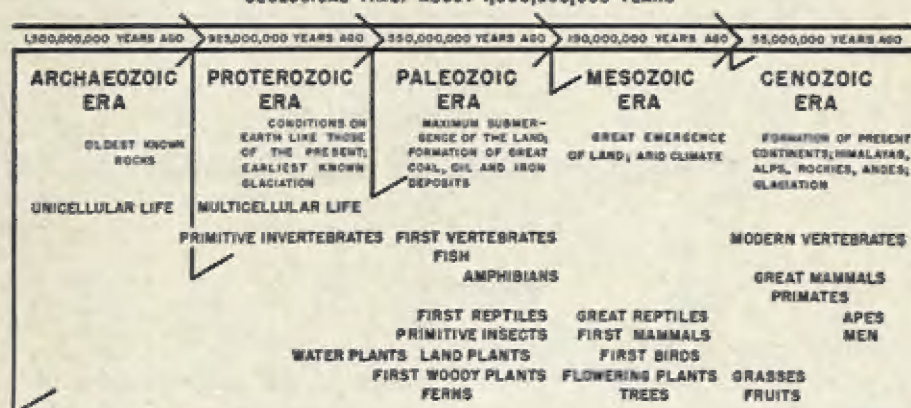 1,500,000,000 YEARS AGO 925,000,000 YEARS AGO 550,000,000 YEARS AGO 190,000,000 YEARS AGO 55,000,000 YEARS AGO
ARCHAEOZOIC PROTEROZOIC PALEOZOIC MESOZOIC CENOZOIC
ERA ERA ERA ERA ERA
OLDEST KNOWN
ROCKS
CONDITIONS ON
EARTH LIKE THOSE
OF THE PRESENT;
EARLIEST KNOWN
GLACIATION
MAXIMUM SUBMER-
GENCE OF THE LAND;
FORMATION OF GREAT
COAL, OIL AND IRON
DEPOSITS
GREAT EMERGENCE
OF LAND; ARID CLIMATE
FORMATION OF PRESENT
CONTINENTS; HIMALAYAS,
ALPS, ROCKIES, ANDES;
GLACIATION
UNICELLULAR LIFE MULTICELLULAR LIFE
PRIMITIVE INVERTEBRATES FIRST VERTEBRATES MODERN VERTEBRATES
FISH
AMPHIBIANS GREAT MAMMALS
PRIMATES
FIRST REPTILES GREAT REPTILES APES
PRIMITIVE INSECTS FIRST MAMMALS MEN
WATER PLANTS LAND PLANTS FIRST BIRDS
FIRST WOODY PLANTS FLOWERING PLANTS GRASSES
FERNS TREES FRUITS